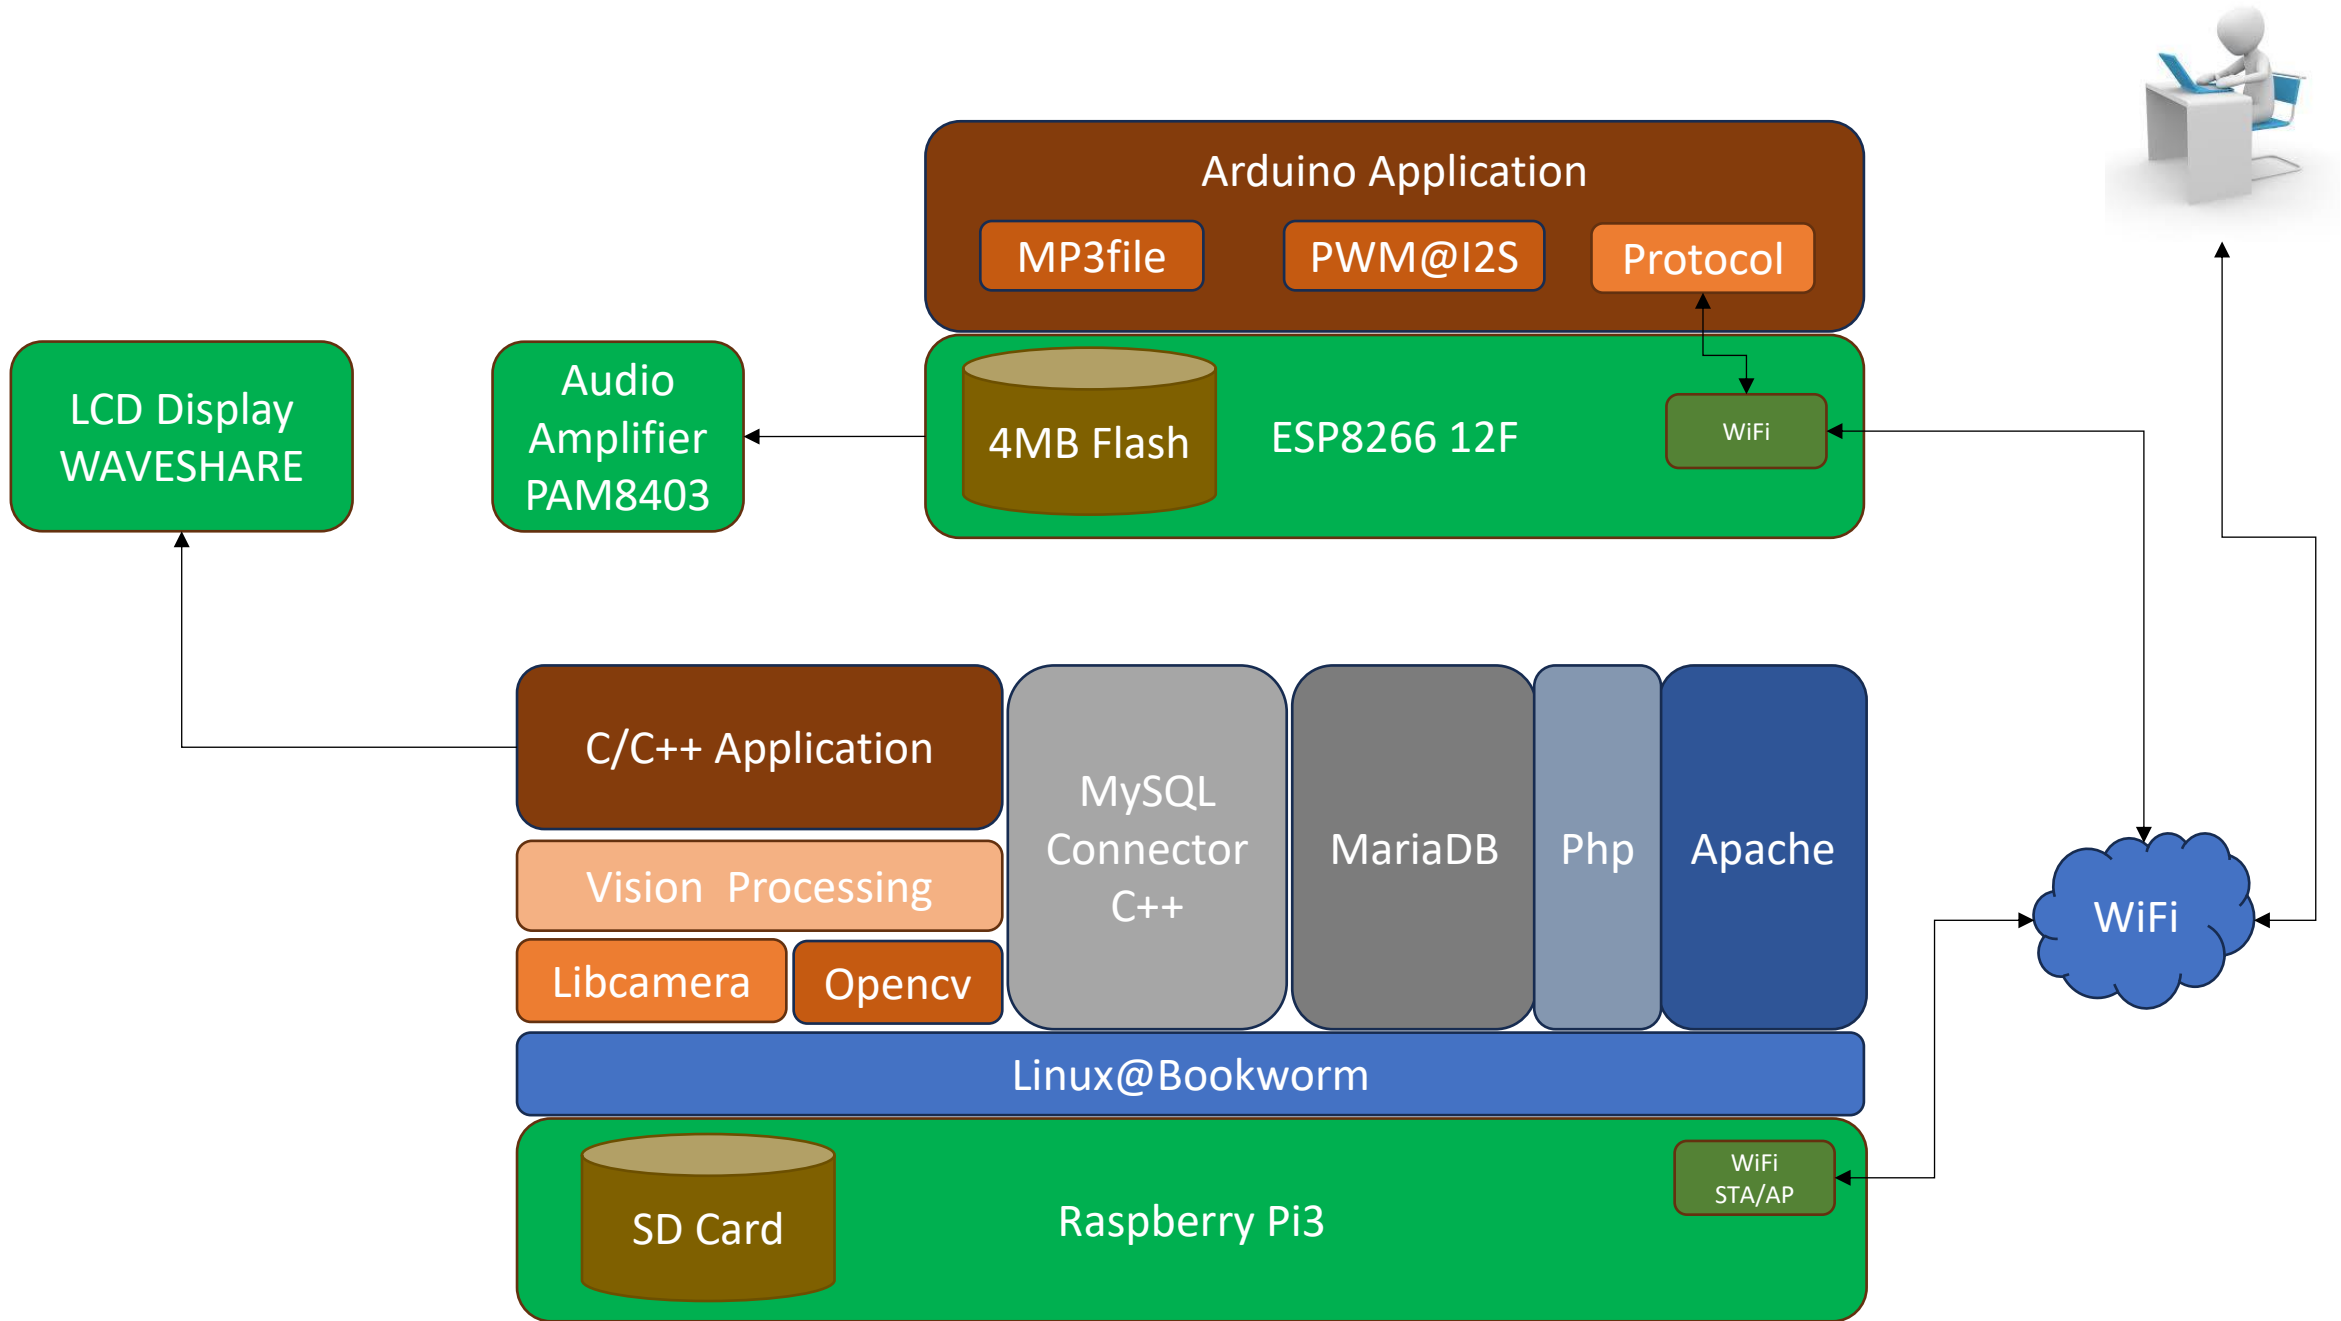 Arduino Application
MP3file
PWM@I2S
Protocol
LCD Display
WAVESHARE
Audio
Amplifier
PAM8403
4MB Flash
ESP8266 12F
WiFi
C/C++ Application
Vision  Processing
Libcamera
Opencv
MySQL
Connector
C++
MariaDB
Php
Apache
WiFi
Linux@Bookworm
SD Card
Raspberry Pi3
WiFi
STA/AP